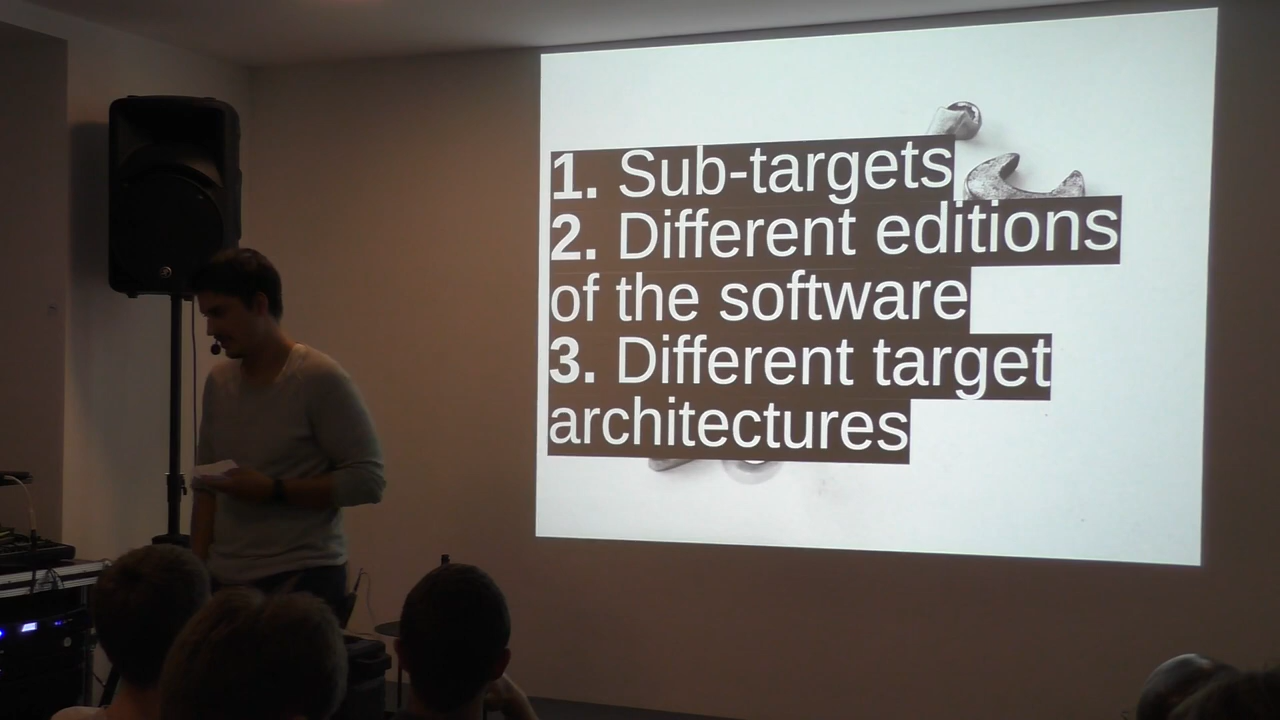 1. Sub-targets
2. Different editions
of the software
3. Different target
architectures